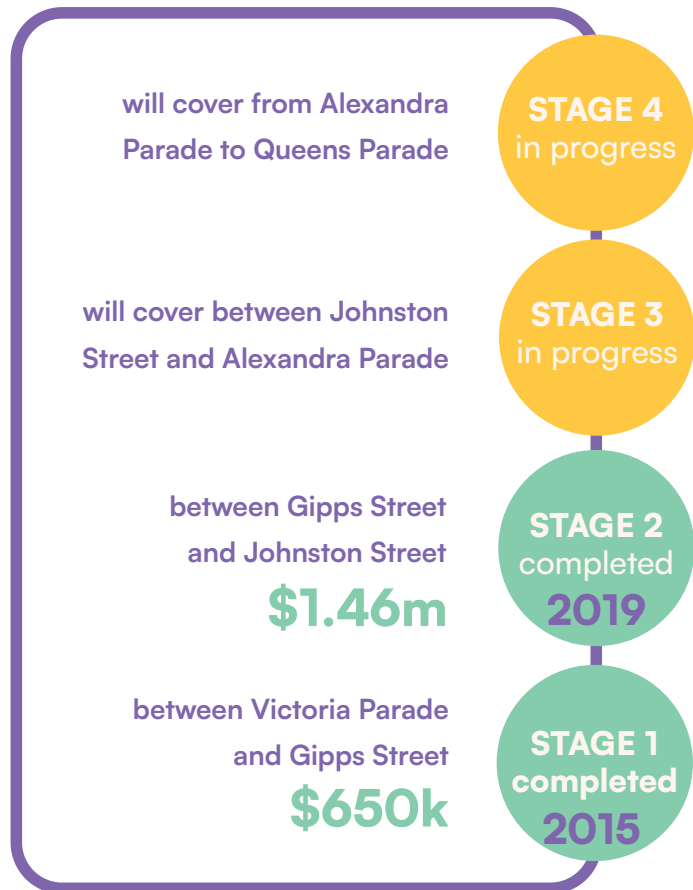 will cover from Alexandra
Parade to Queens Parade
STAGE 4
in progress
will cover between Johnston
Street and Alexandra Parade
STAGE 3
in progress
between Gipps Street
and Johnston Street
$1.46m
STAGE 2
completed
2019
between Victoria Parade
and Gipps Street
$650k
STAGE 1
completed
2015